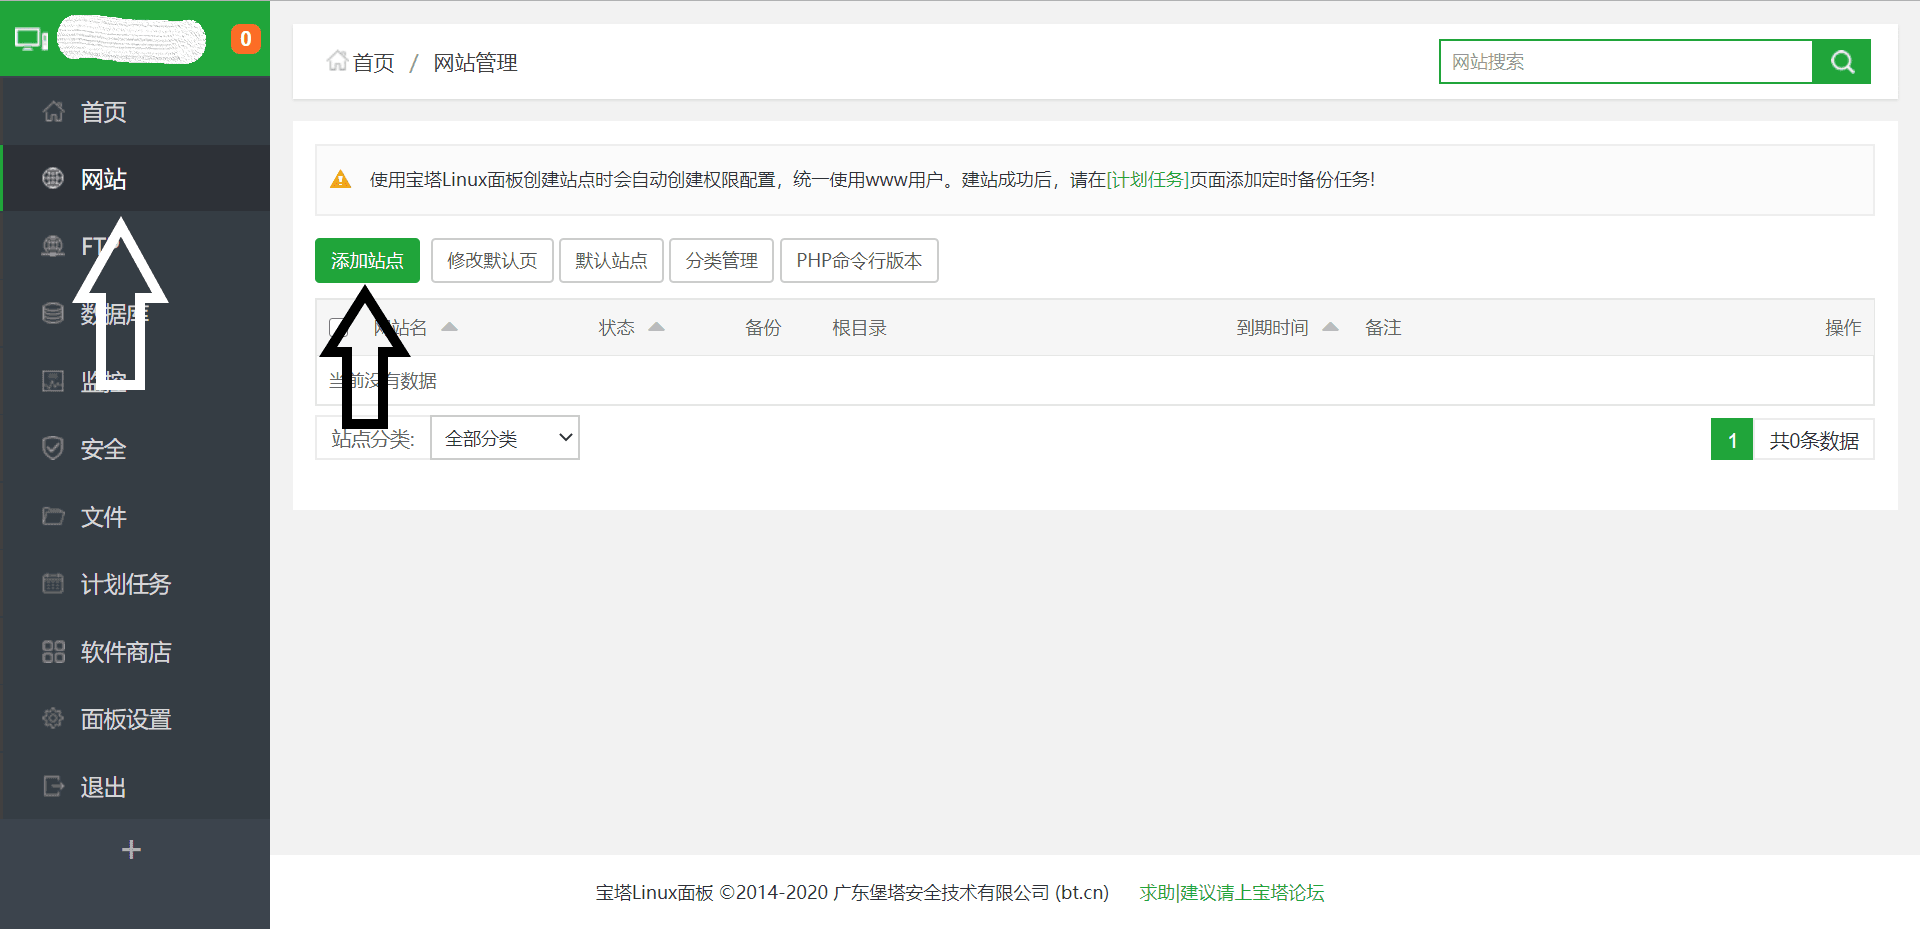 0
首页
网站
FTP
数据库
监控
安全
文件
计划任务
软件商店
面板设置
退出
+
首页 / 网站管理
网站搜索
使用宝塔Linux面板创建站点时会自动创建权限配置，统一使用www用户。建站成功后，请在[计划任务]页面添加定时备份任务!
添加站点 修改默认页 默认站点 分类管理 PHP命令行版本
网站名 状态 备份 根目录 到期时间 备注 操作
当前没有数据
站点分类: 全部分类 1 共0条数据
宝塔Linux面板 ©2014-2020 广东堡塔安全技术有限公司 (bt.cn) 求助|建议请上宝塔论坛